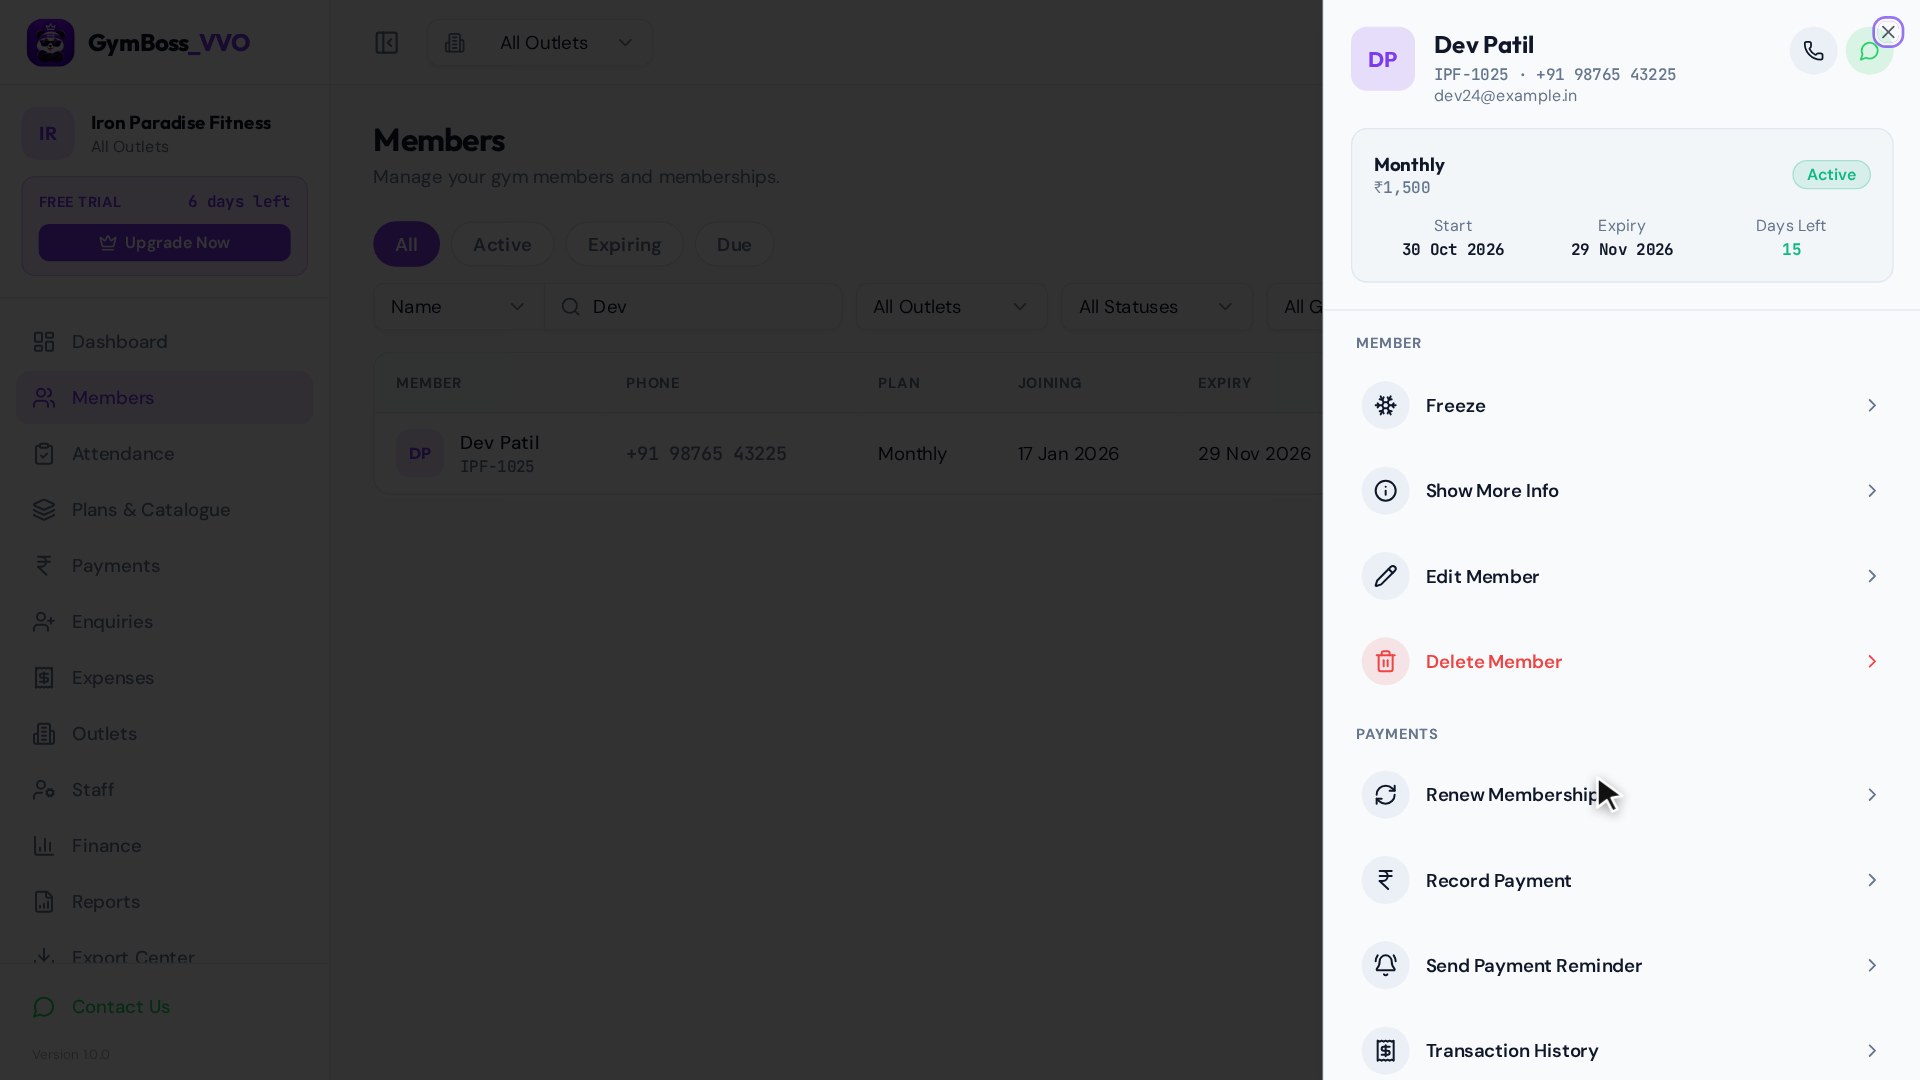 GymBoss_VVO
All Outlets
Iron Paradise Fitness
All Outlets
IR
FREE TRIAL
6 days left
Upgrade Now
Dashboard
Members
Attendance
Plans & Catalogue
Payments
Enquiries
Expenses
Outlets
Staff
Finance
Reports
Export Center
Contact Us
Version 1.0.0
Members
Manage your gym members and memberships.
All
Active
Expiring
Due
Name
Dev
All Outlets
All Statuses
All G
MEMBER
PHONE
PLAN
JOINING
EXPIRY
DP
Dev Patil
IPF-1025
+91 98765 43225
Monthly
17 Jan 2026
29 Nov 2026
DP
Dev Patil
IPF-1025 · +91 98765 43225
dev24@example.in
Monthly
₹1,500
Active
Start
30 Oct 2026
Expiry
29 Nov 2026
Days Left
15
MEMBER
Freeze
Show More Info
Edit Member
Delete Member
PAYMENTS
Renew Membership
Record Payment
Send Payment Reminder
Transaction History